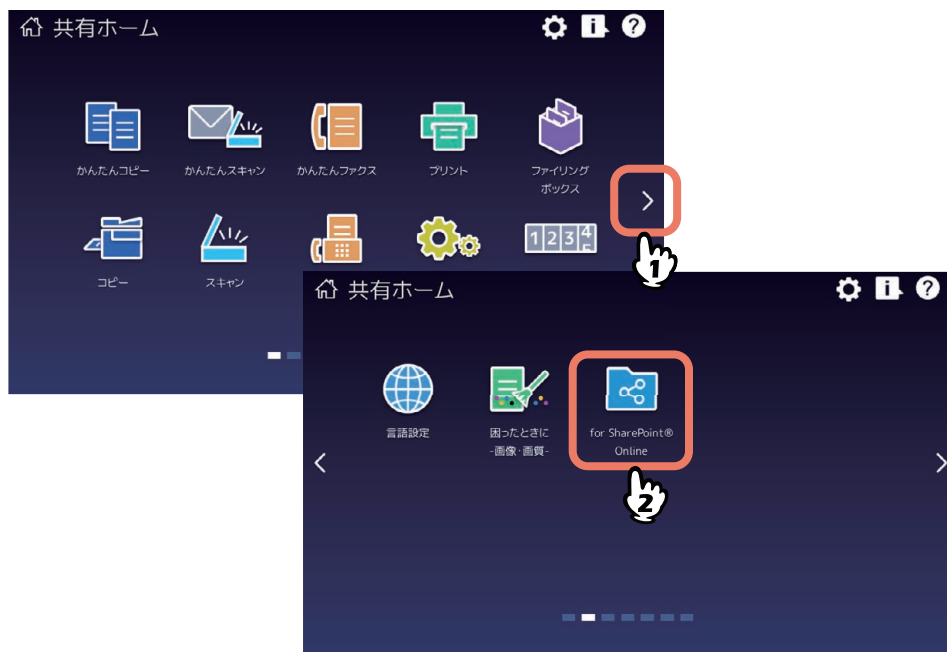 共有ホーム
かんたんコピー
かんたんスキャン
かんたんファクス
プリント
ファイリング
ボックス
コピー
スキャン
1234
1
共有ホーム
言語設定
困ったときに
-画像・画質-
for SharePoint®
Online
2